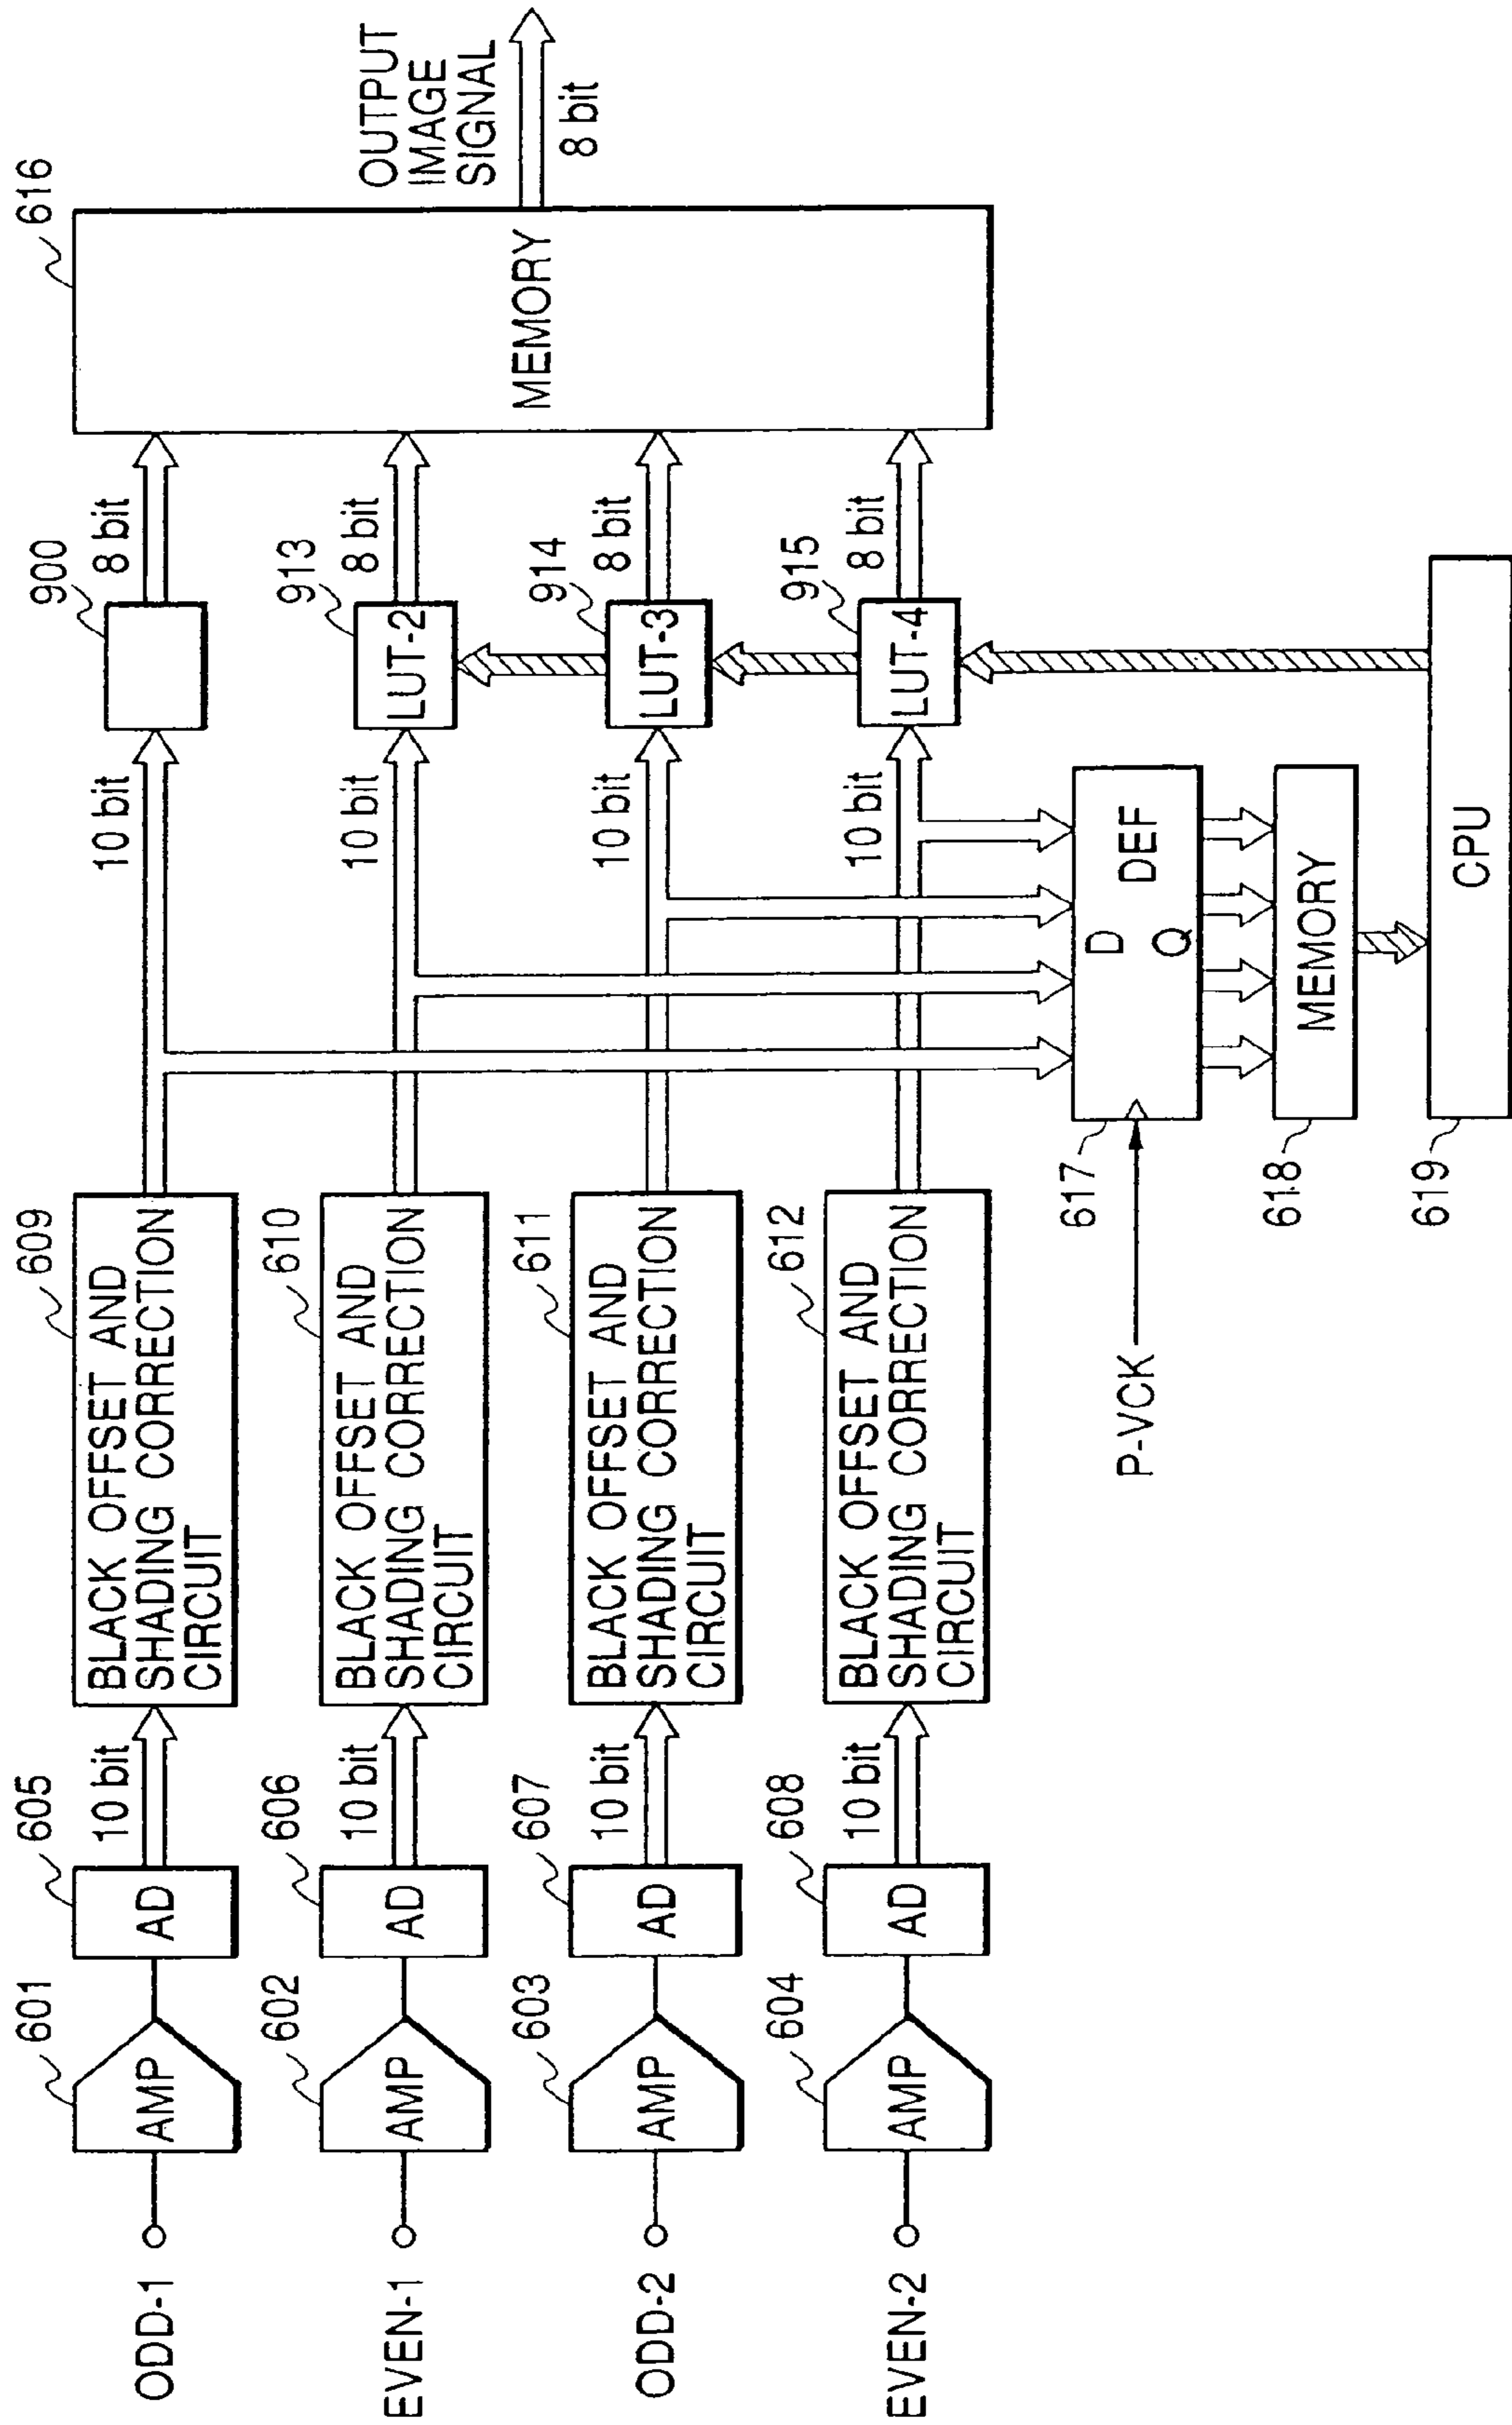 ODD-1
601
AMP
605
AD
10 bit
609
BLACK OFFSET AND
SHADING CORRECTION
CIRCUIT
10 bit
900
8 bit
616
MEMORY
OUTPUT
IMAGE
SIGNAL
8 bit
EVEN-1
602
AMP
606
AD
10 bit
610
BLACK OFFSET AND
SHADING CORRECTION
CIRCUIT
10 bit
913
LUT-2
8 bit
ODD-2
603
AMP
607
AD
10 bit
611
BLACK OFFSET AND
SHADING CORRECTION
CIRCUIT
10 bit
914
LUT-3
8 bit
EVEN-2
604
AMP
608
AD
10 bit
612
BLACK OFFSET AND
SHADING CORRECTION
CIRCUIT
10 bit
915
LUT-4
8 bit
P-VCK
617
D
DEF
Q
618
MEMORY
619
CPU